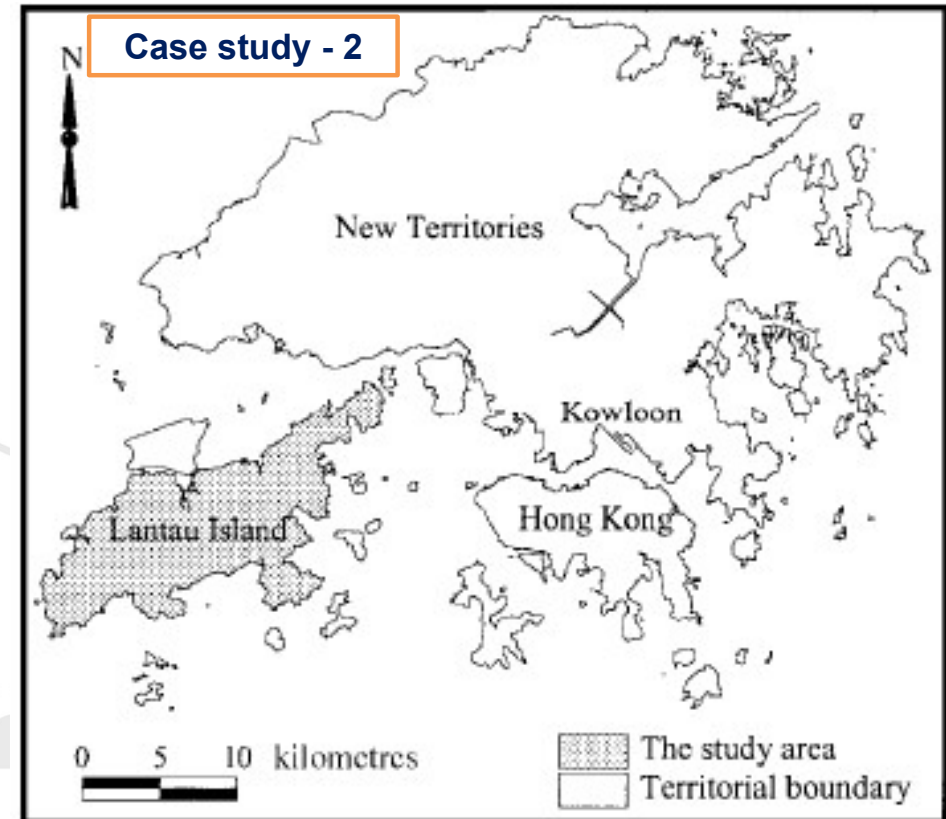 Case study - 2
N
New Territories
Kowloon
Hong Kong
Lantau Island
0 5 10 kilometres
The study area
Territorial boundary